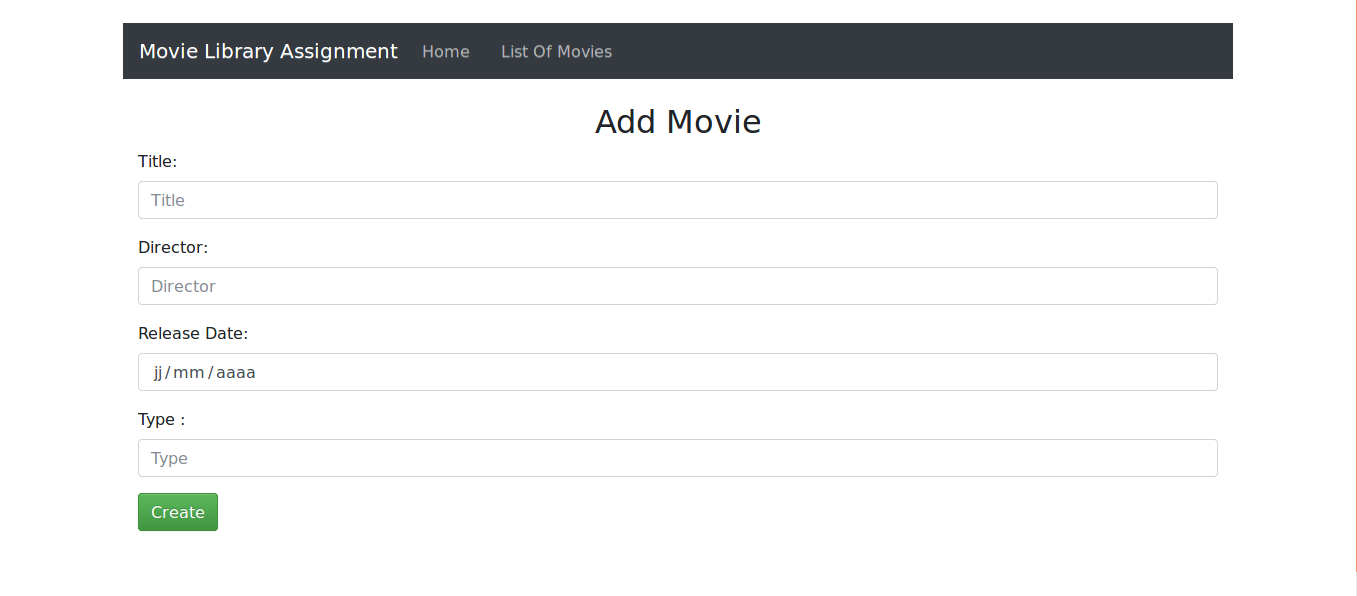 Movie Library Assignment Home List Of Movies
Add Movie
Title:
Title
Director:
Director
Release Date:
jj/mm/aaaa
Type :
Type
Create